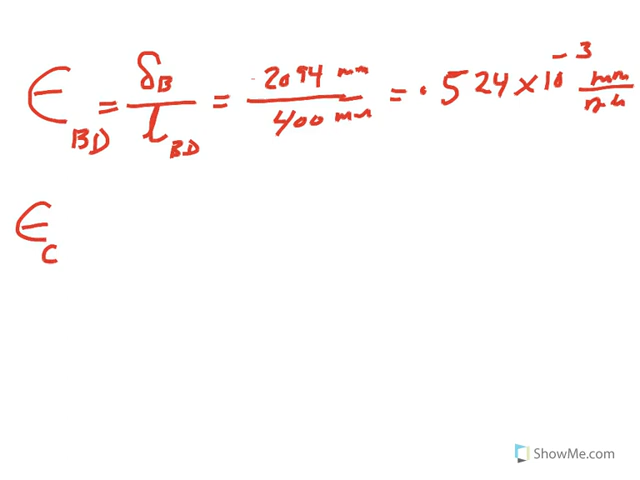 ϵ_BD = δ_B / l_BD = .2094 mm / 400 mm = .524 × 10^-3 mm/mm
ϵ_C
ShowMe.com